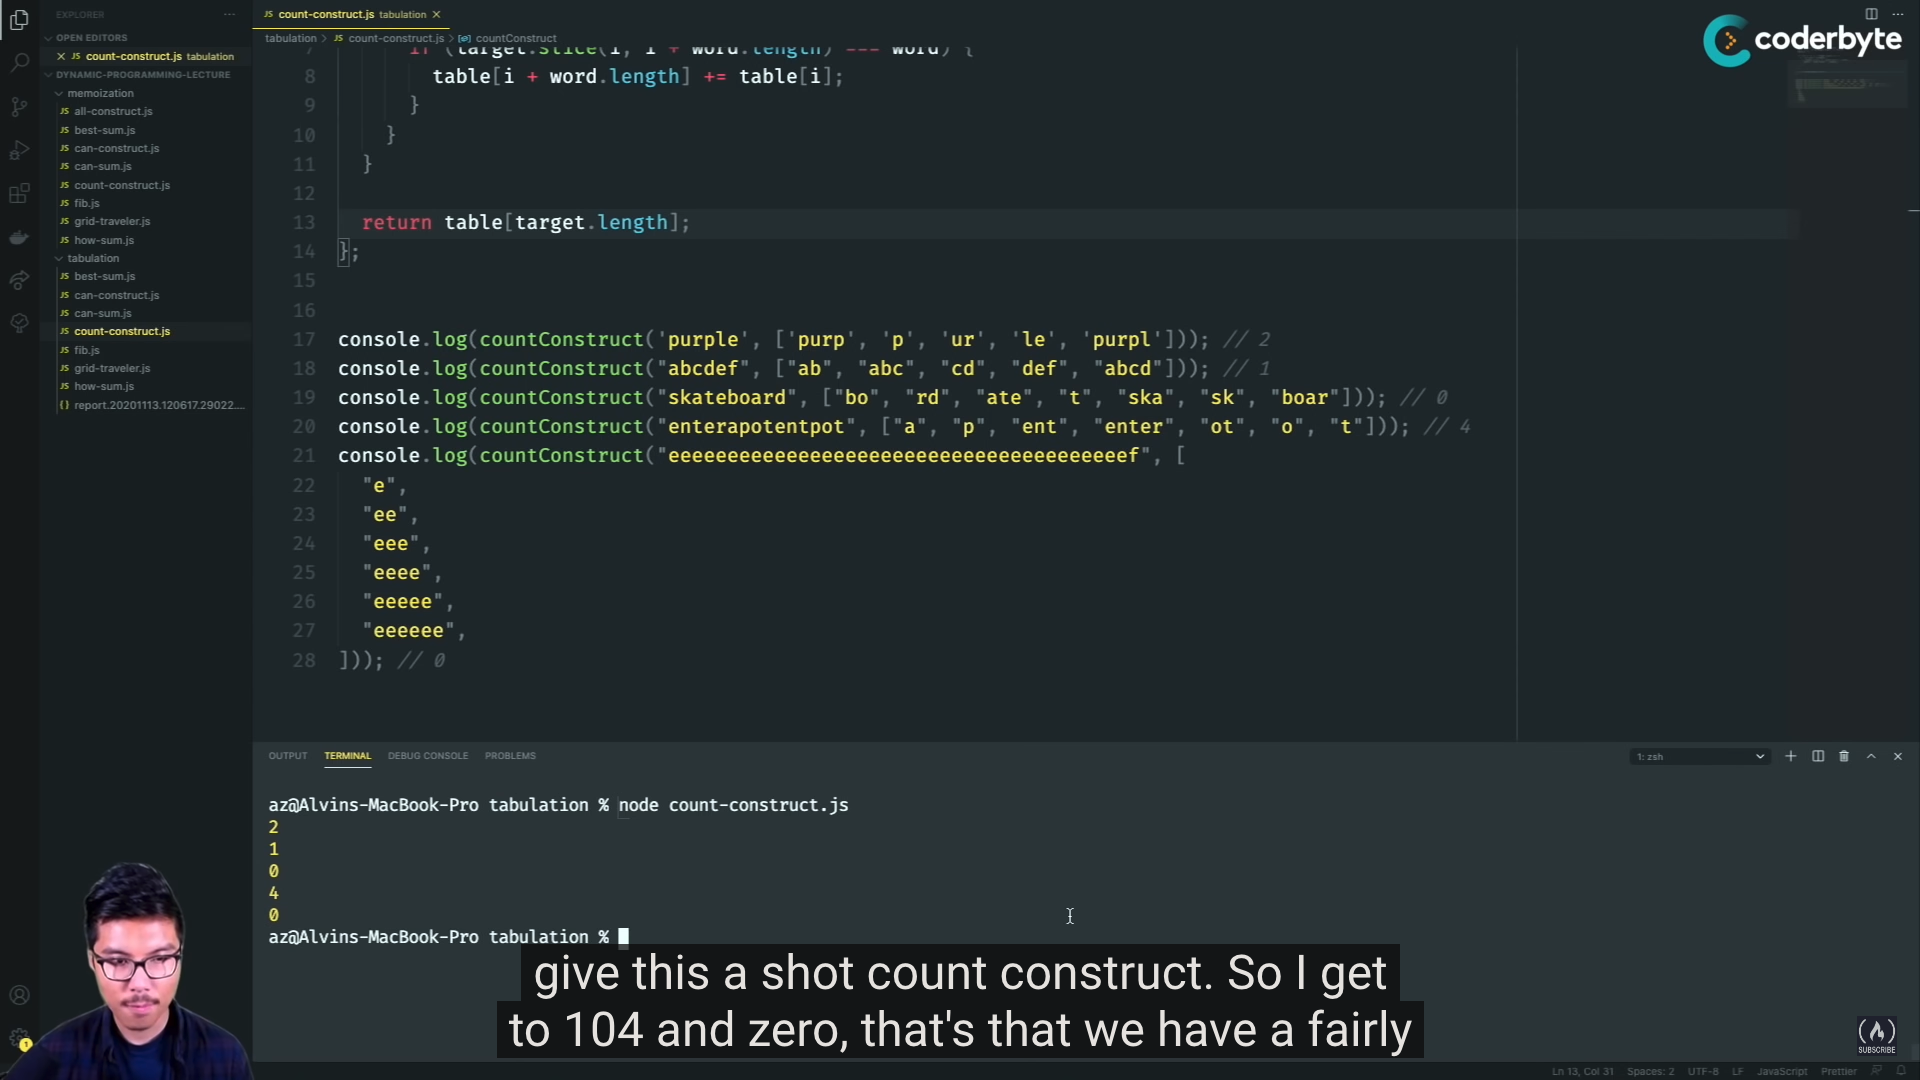 EXPLORER
OPEN EDITORS
count-construct.js tabulation
DYNAMIC-PROGRAMMING-LECTURE
memoization
JS all-construct.js
JS best-sum.js
JS can-construct.js
JS can-sum.js
JS count-construct.js
JS fib.js
JS grid-traveler.js
JS how-sum.js
tabulation
JS best-sum.js
JS can-construct.js
JS can-sum.js
JS count-construct.js
JS fib.js
JS grid-traveler.js
JS how-sum.js
{} report.20201113.120617.29022....
JS count-construct.js tabulation
tabulation > JS count-construct.js > countConstruct
coderbyte
7 if (target.slice(i, i + word.length) === word) {
8 table[i + word.length] += table[i];
9 }
10 }
11 }
12
13 return table[target.length];
14 };
15
16
17 console.log(countConstruct('purple', ['purp', 'p', 'ur', 'le', 'purpl'])); // 2
18 console.log(countConstruct("abcdef", ["ab", "abc", "cd", "def", "abcd"])); // 1
19 console.log(countConstruct("skateboard", ["bo", "rd", "ate", "t", "ska", "sk", "boar"])); // 0
20 console.log(countConstruct("enterapotentpot", ["a", "p", "ent", "enter", "ot", "o", "t"])); // 4
21 console.log(countConstruct("eeeeeeeeeeeeeeeeeeeeeeeeeeeeeeeeeeeeeeef", [
22 "e",
23 "ee",
24 "eee",
25 "eeee",
26 "eeeee",
27 "eeeeee",
28 ])); // 0
OUTPUT TERMINAL DEBUG CONSOLE PROBLEMS
1: zsh
az@Alvins-MacBook-Pro tabulation % node count-construct.js
2
1
0
4
0
az@Alvins-MacBook-Pro tabulation %
give this a shot count construct. So I get
to 104 and zero, that's that we have a fairly
SUBSCRIBE
1
Ln 13, Col 31 Spaces: 2 UTF-8 LF JavaScript Prettier